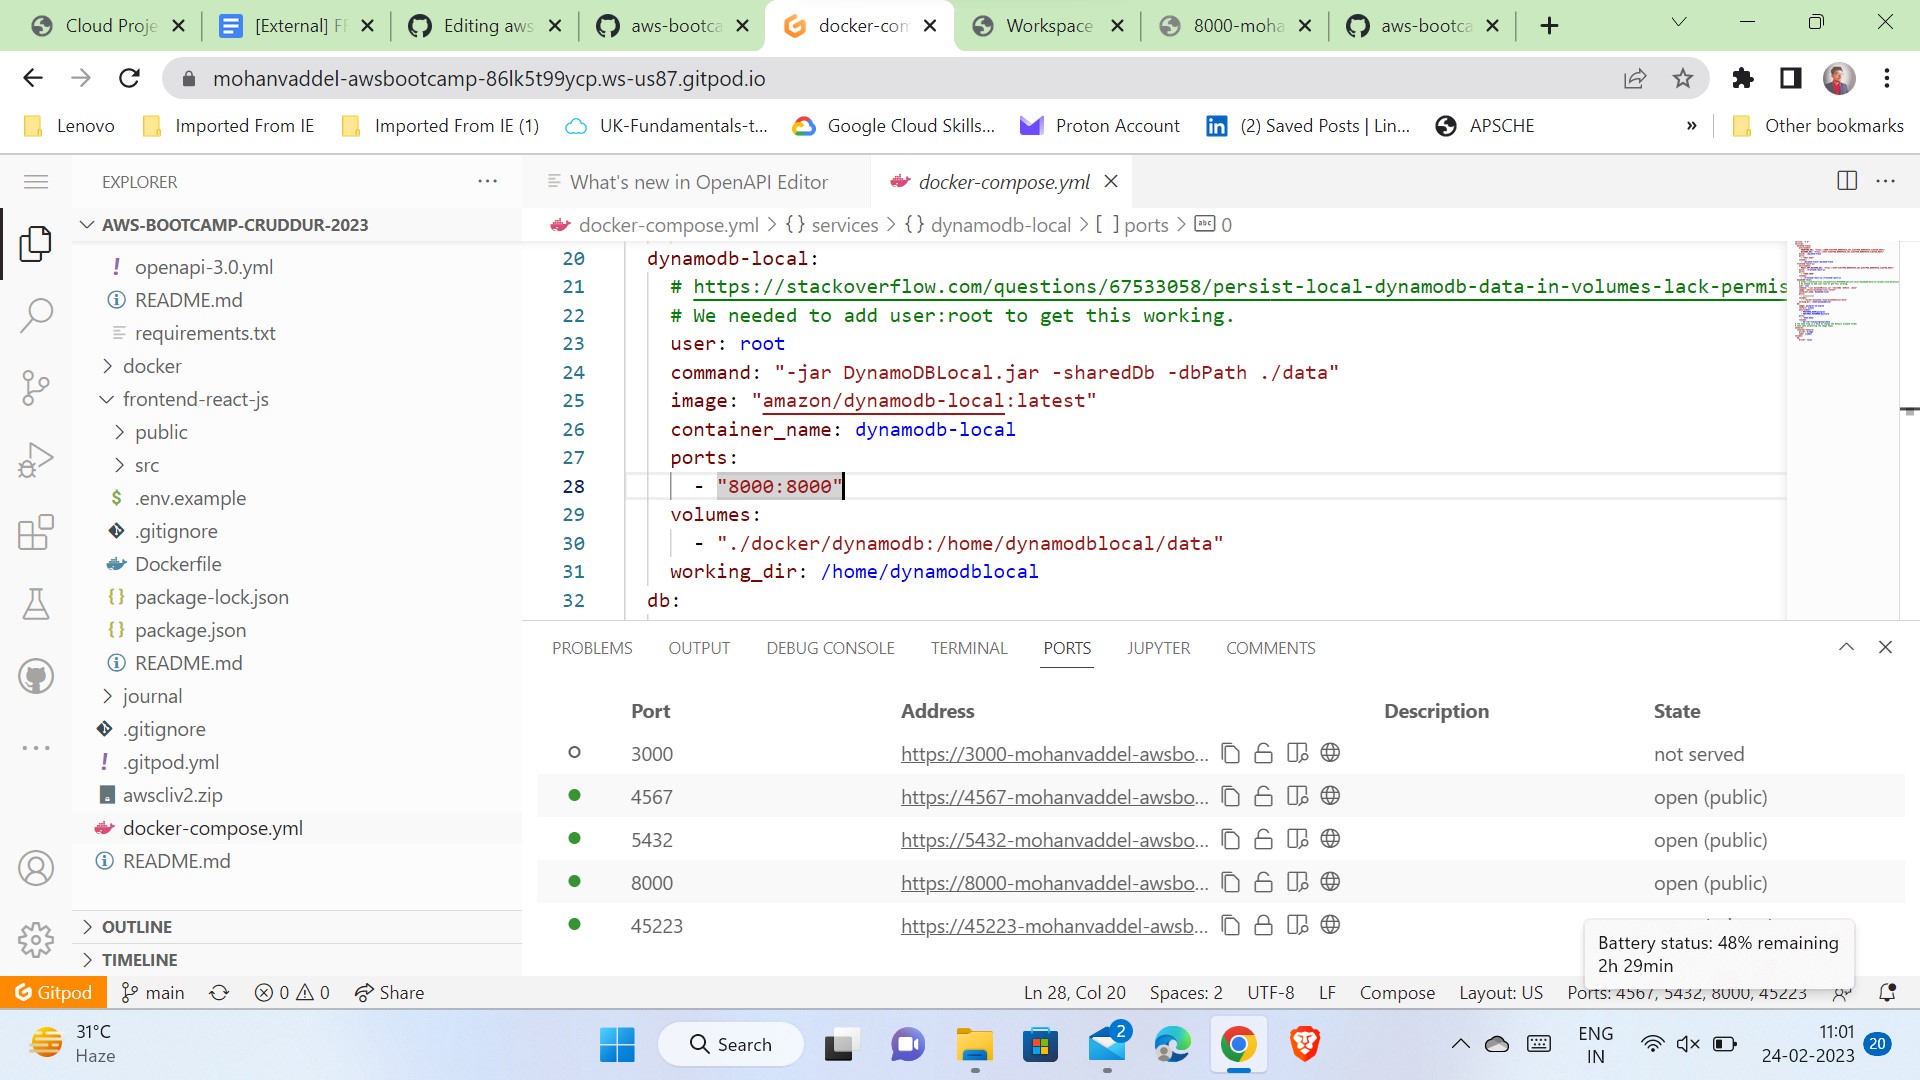 Cloud Proje
[External] FF
Editing aws
aws-bootca
docker-com
Workspace
8000-moha
aws-bootca
mohanvaddel-awsbootcamp-86lk5t99ycp.ws-us87.gitpod.io
Lenovo
Imported From IE
Imported From IE (1)
UK-Fundamentals-t...
Google Cloud Skills...
Proton Account
(2) Saved Posts | Lin...
APSCHE
»
Other bookmarks
EXPLORER
What's new in OpenAPI Editor
docker-compose.yml
AWS-BOOTCAMP-CRUDDUR-2023
docker-compose.yml > {} services > {} dynamodb-local > [ ] ports > abc 0
openapi-3.0.yml
README.md
requirements.txt
docker
frontend-react-js
public
src
.env.example
.gitignore
Dockerfile
package-lock.json
package.json
README.md
journal
.gitignore
.gitpod.yml
awscliv2.zip
docker-compose.yml
README.md
OUTLINE
TIMELINE
20 dynamodb-local:
21 # https://stackoverflow.com/questions/67533058/persist-local-dynamodb-data-in-volumes-lack-permis
22 # We needed to add user:root to get this working.
23 user: root
24 command: "-jar DynamoDBLocal.jar -sharedDb -dbPath ./data"
25 image: "amazon/dynamodb-local:latest"
26 container_name: dynamodb-local
27 ports:
28 - "8000:8000"
29 volumes:
30 - "./docker/dynamodb:/home/dynamodblocal/data"
31 working_dir: /home/dynamodblocal
32 db:
PROBLEMS OUTPUT DEBUG CONSOLE TERMINAL PORTS JUPYTER COMMENTS
Port Address Description State
3000 https://3000-mohanvaddel-awsbo... not served
4567 https://4567-mohanvaddel-awsbo... open (public)
5432 https://5432-mohanvaddel-awsbo... open (public)
8000 https://8000-mohanvaddel-awsbo... open (public)
45223 https://45223-mohanvaddel-awsb...
Battery status: 48% remaining
2h 29min
Gitpod main 0 0 Share
Ln 28, Col 20 Spaces: 2 UTF-8 LF Compose Layout: US Ports: 4567, 5432, 8000, 45223
31°C
Haze
Search
2
ENG
IN
11:01
24-02-2023
20